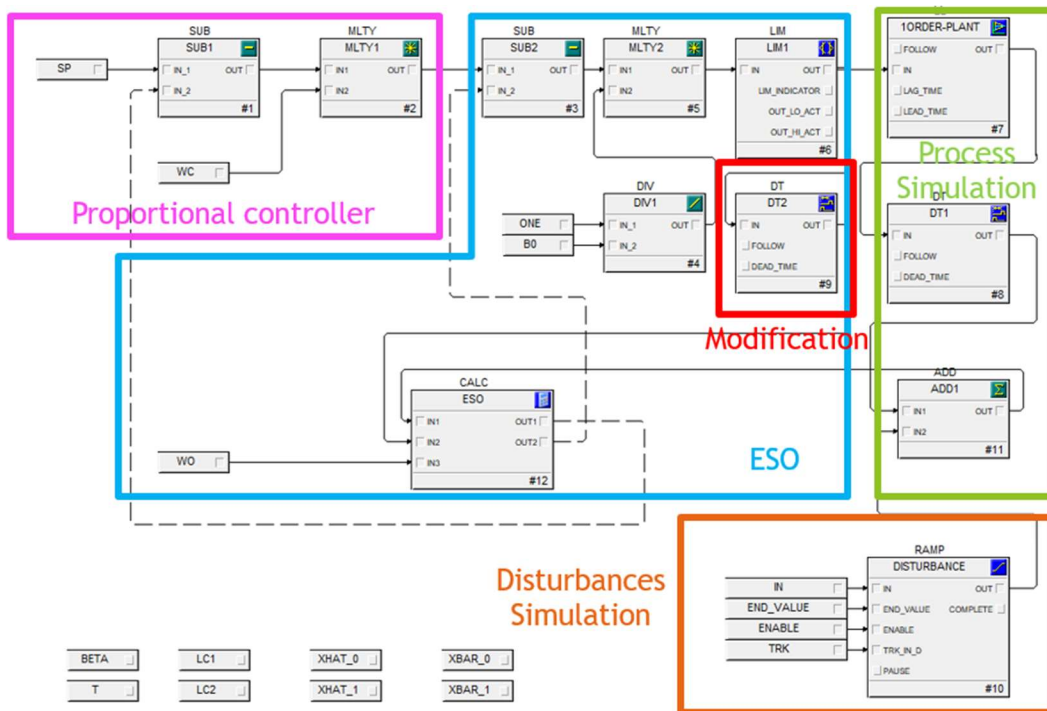 SUB
SUB1
IN_1 OUT
IN_2
#1
MLTY
MLTY1
IN1 OUT
IN2
#2
SP
WC
Proportional controller
SUB
SUB2
IN_1 OUT
IN_2
#3
MLTY
MLTY2
IN1 OUT
IN2
#5
LIM
LIM1
IN OUT
LIM_INDICATOR
OUT_LO_ACT
OUT_HI_ACT
#6
1ORDER-PLANT
FOLLOW OUT
IN
LAG_TIME
LEAD_TIME
#7
Process
Simulation
DIV
DIV1
IN_1 OUT
IN_2
#4
ONE
B0
DT
DT2
IN OUT
FOLLOW
DEAD_TIME
#9
Modification
DT
DT1
IN OUT
FOLLOW
DEAD_TIME
#8
CALC
ESO
IN1 OUT1
IN2 OUT2
IN3
#12
WO
ESO
ADD
ADD1
IN1 OUT
IN2
#11
Disturbances
Simulation
RAMP
DISTURBANCE
IN OUT
END_VALUE COMPLETE
ENABLE
TRK_IN_D
PAUSE
#10
IN
END_VALUE
ENABLE
TRK
BETA LC1 XHAT_0 XBAR_0
T LC2 XHAT_1 XBAR_1